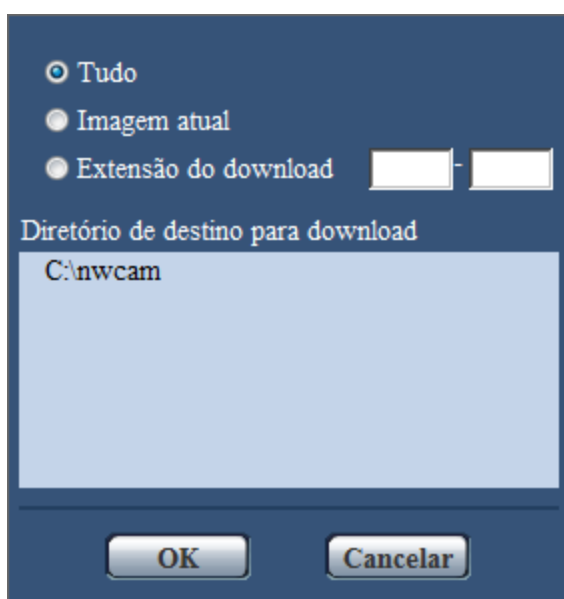 Tudo
Imagem atual
Extensão do download -
Diretório de destino para download
C:\nwcam
OK Cancelar